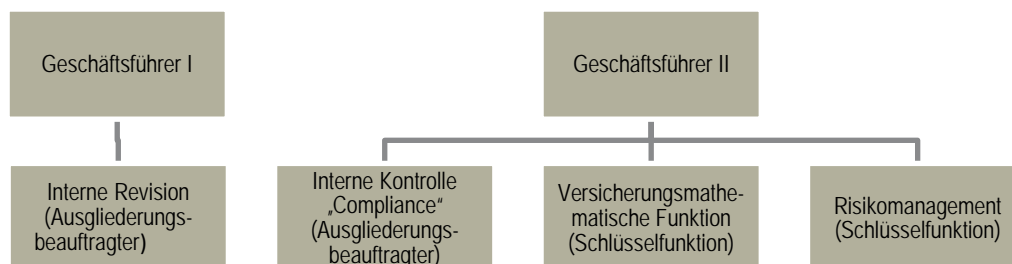 Geschäftsführer I
Geschäftsführer II
Interne Revision
(Ausgliederungs-
beauftragter)
Interne Kontrolle
„Compliance“
(Ausgliederungs-
beauftragter)
Versicherungsmathe-
matische Funktion
(Schlüsselfunktion)
Risikomanagement
(Schlüsselfunktion)